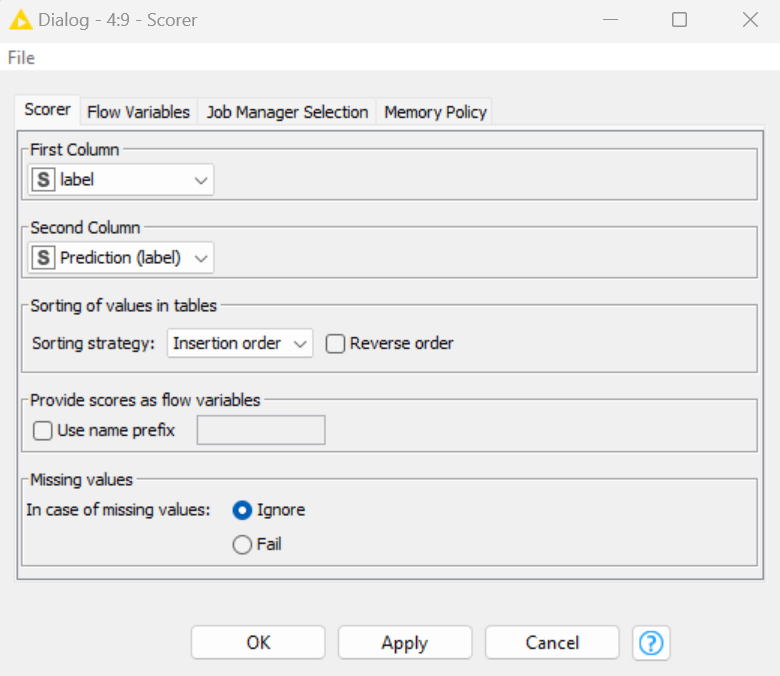 Dialog - 4:9 - Scorer
File
Scorer Flow Variables Job Manager Selection Memory Policy
First Column
S label
Second Column
S Prediction (label)
Sorting of values in tables
Sorting strategy: Insertion order Reverse order
Provide scores as flow variables
Use name prefix
Missing values
In case of missing values: Ignore
Fail
OK Apply Cancel ?